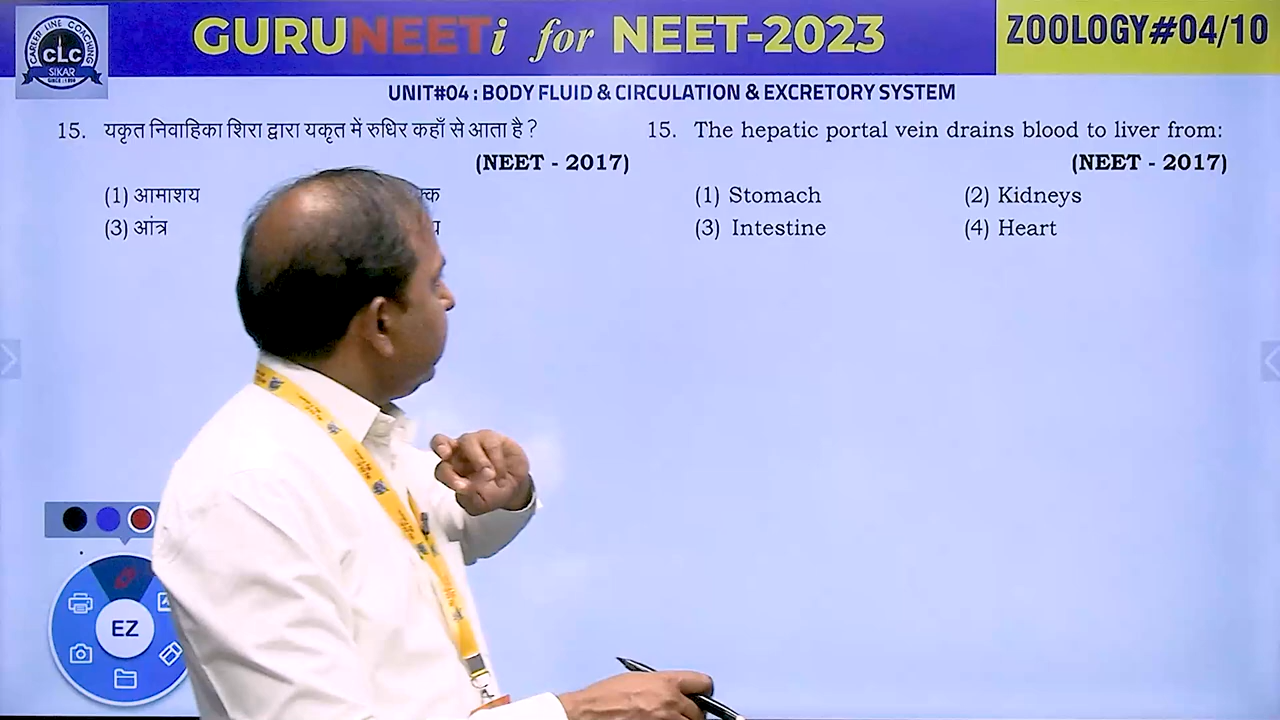 CAREER LINE COACHING
CLC
SIKAR
SINCE : 1996
GURUNEETi for NEET-2023
ZOOLOGY#04/10
UNIT#04 : BODY FLUID & CIRCULATION & EXCRETORY SYSTEM
15. यकृत निवाहिका शिरा द्वारा यकृत में रुधिर कहाँ से आता है ?
(NEET - 2017)
(1) आमाशय
(3) आंत्र
15. The hepatic portal vein drains blood to liver from:
(NEET - 2017)
(1) Stomach (2) Kidneys
(3) Intestine (4) Heart
EZ